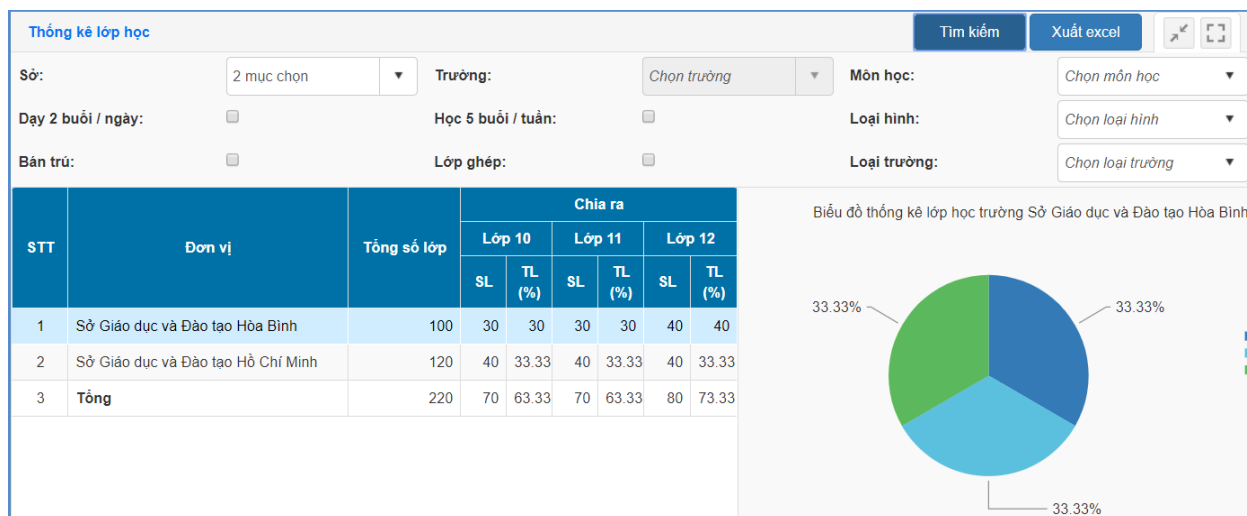 Thống kê lớp học
Tìm kiếm
Xuất excel
Sở:
2 mục chọn
Trường:
Chọn trường
Môn học:
Chọn môn học
Dạy 2 buổi / ngày:
Học 5 buổi / tuần:
Loại hình:
Chọn loại hình
Bán trú:
Lớp ghép:
Loại trường:
Chọn loại trường
STT
Đơn vị
Tổng số lớp
Chia ra
Lớp 10
Lớp 11
Lớp 12
SL
TL (%)
SL
TL (%)
SL
TL (%)
1 Sở Giáo dục và Đào tạo Hòa Bình 100 30 30 30 30 40 40
2 Sở Giáo dục và Đào tạo Hồ Chí Minh 120 40 33.33 40 33.33 40 33.33
3 Tổng 220 70 63.33 70 63.33 80 73.33
Biểu đồ thống kê lớp học trường Sở Giáo dục và Đào tạo Hòa Bình
33.33%
33.33%
33.33%